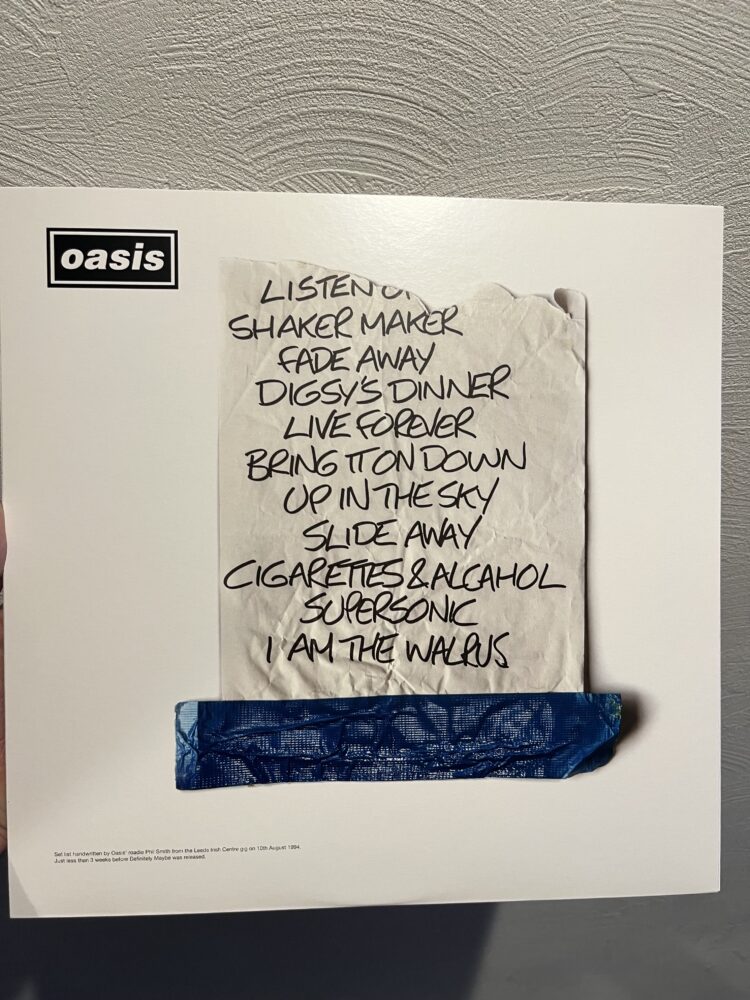 oasis
LISTEN
SHAKER MAKER
FADE AWAY
DIGSY'S DINNER
LIVE FOREVER
BRING IT ON DOWN
UP IN THE SKY
SLIDE AWAY
CIGARETTES & ALCAHOL
SUPERSONIC
I AM THE WALRUS
Set list handwritten by Oasis' roadie Phil Smith from the Leeds Irish Centre gig on 10th August 1994.
Just less than 3 weeks before Definitely Maybe was released.